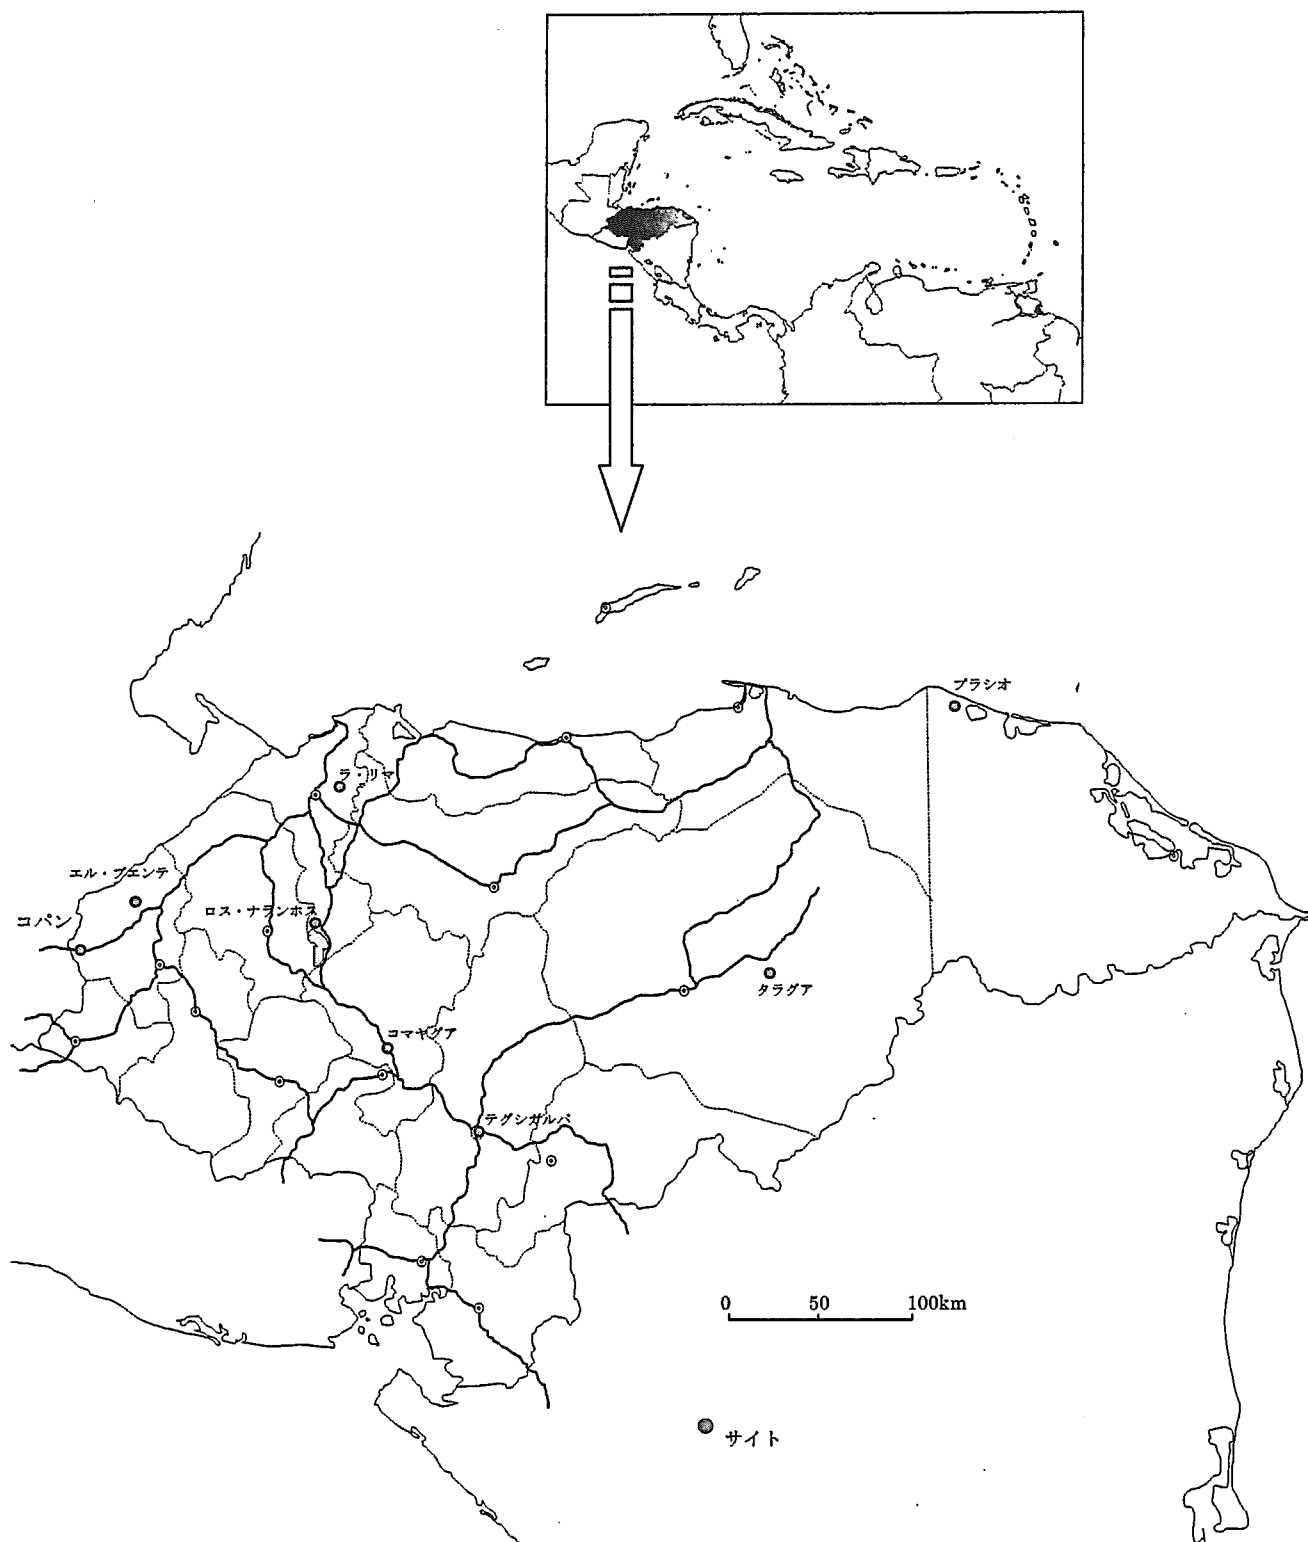 プラシオ
ラ・リマ
エル・プエンテ
ロス・ナランホス
コパン
タラグア
コマヤグア
テグシガルパ
0 50 100km
サイト